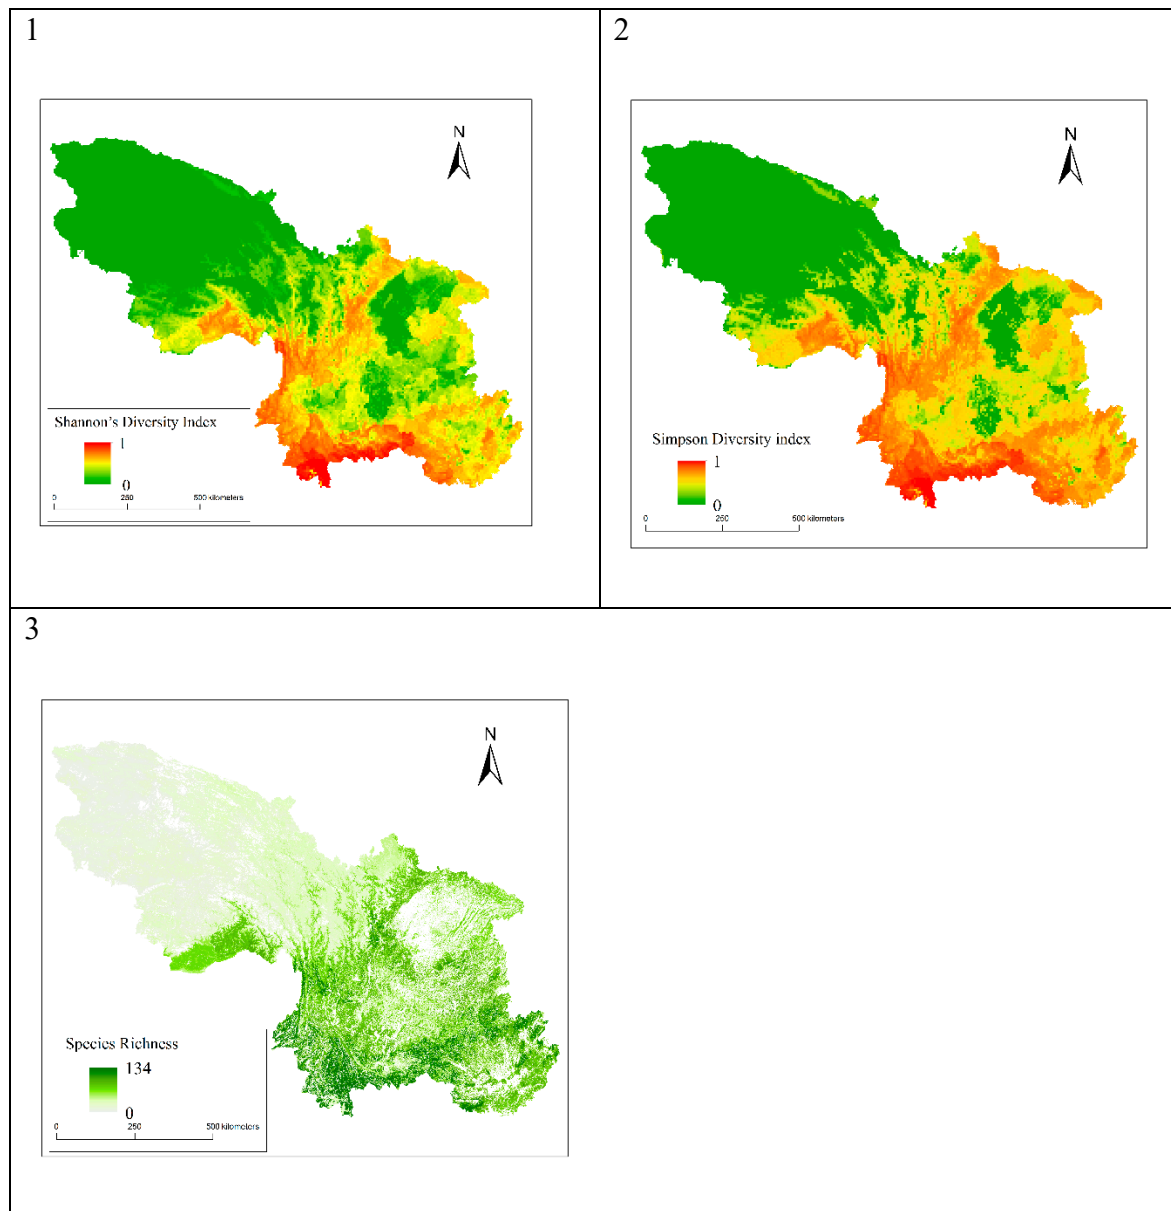 1
N
Shannon's Diversity Index
1
0
0 250 500 kilometers
2
N
Simpson Diversity index
1
0
0 250 500 kilometers
3
N
Species Richness
134
0
0 250 500 kilometers